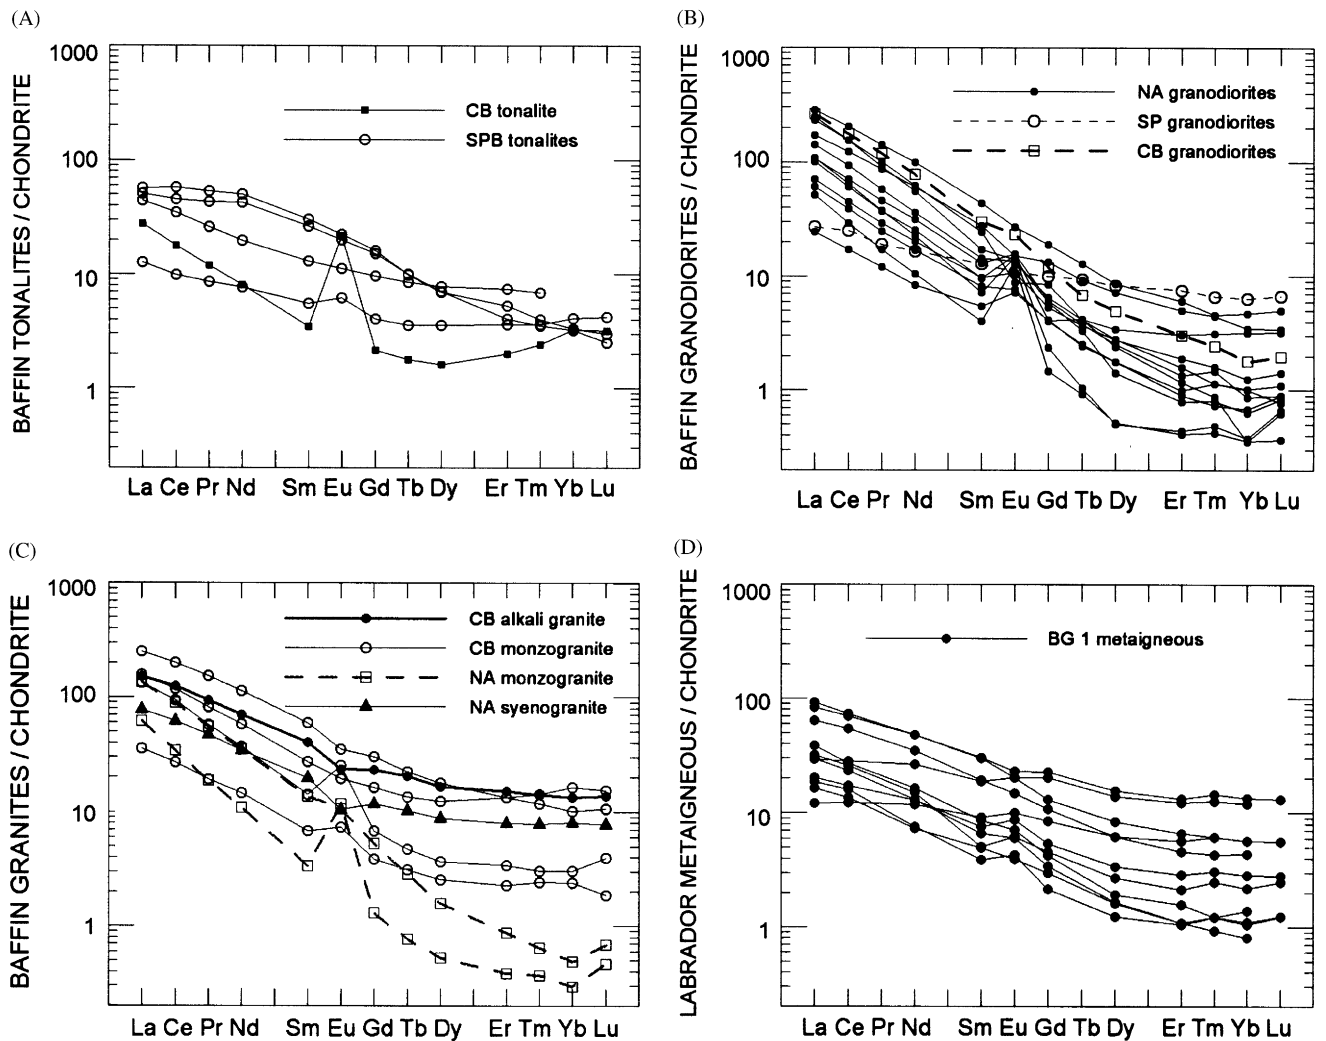 (A)
1000
100
10
1
BAFFIN TONALITES / CHONDRITE
CB tonalite
SPB tonalites
La Ce Pr Nd Sm Eu Gd Tb Dy Er Tm Yb Lu
(B)
1000
100
10
1
BAFFIN GRANODIORITES / CHONDRITE
NA granodiorites
SP granodiorites
CB granodiorites
La Ce Pr Nd Sm Eu Gd Tb Dy Er Tm Yb Lu
(C)
1000
100
10
1
BAFFIN GRANITES / CHONDRITE
CB alkali granite
CB monzogranite
NA monzogranite
NA syenogranite
La Ce Pr Nd Sm Eu Gd Tb Dy Er Tm Yb Lu
(D)
1000
100
10
1
LABRADOR METAIGNEOUS / CHONDRITE
BG 1 metaigneous
La Ce Pr Nd Sm Eu Gd Tb Dy Er Tm Yb Lu